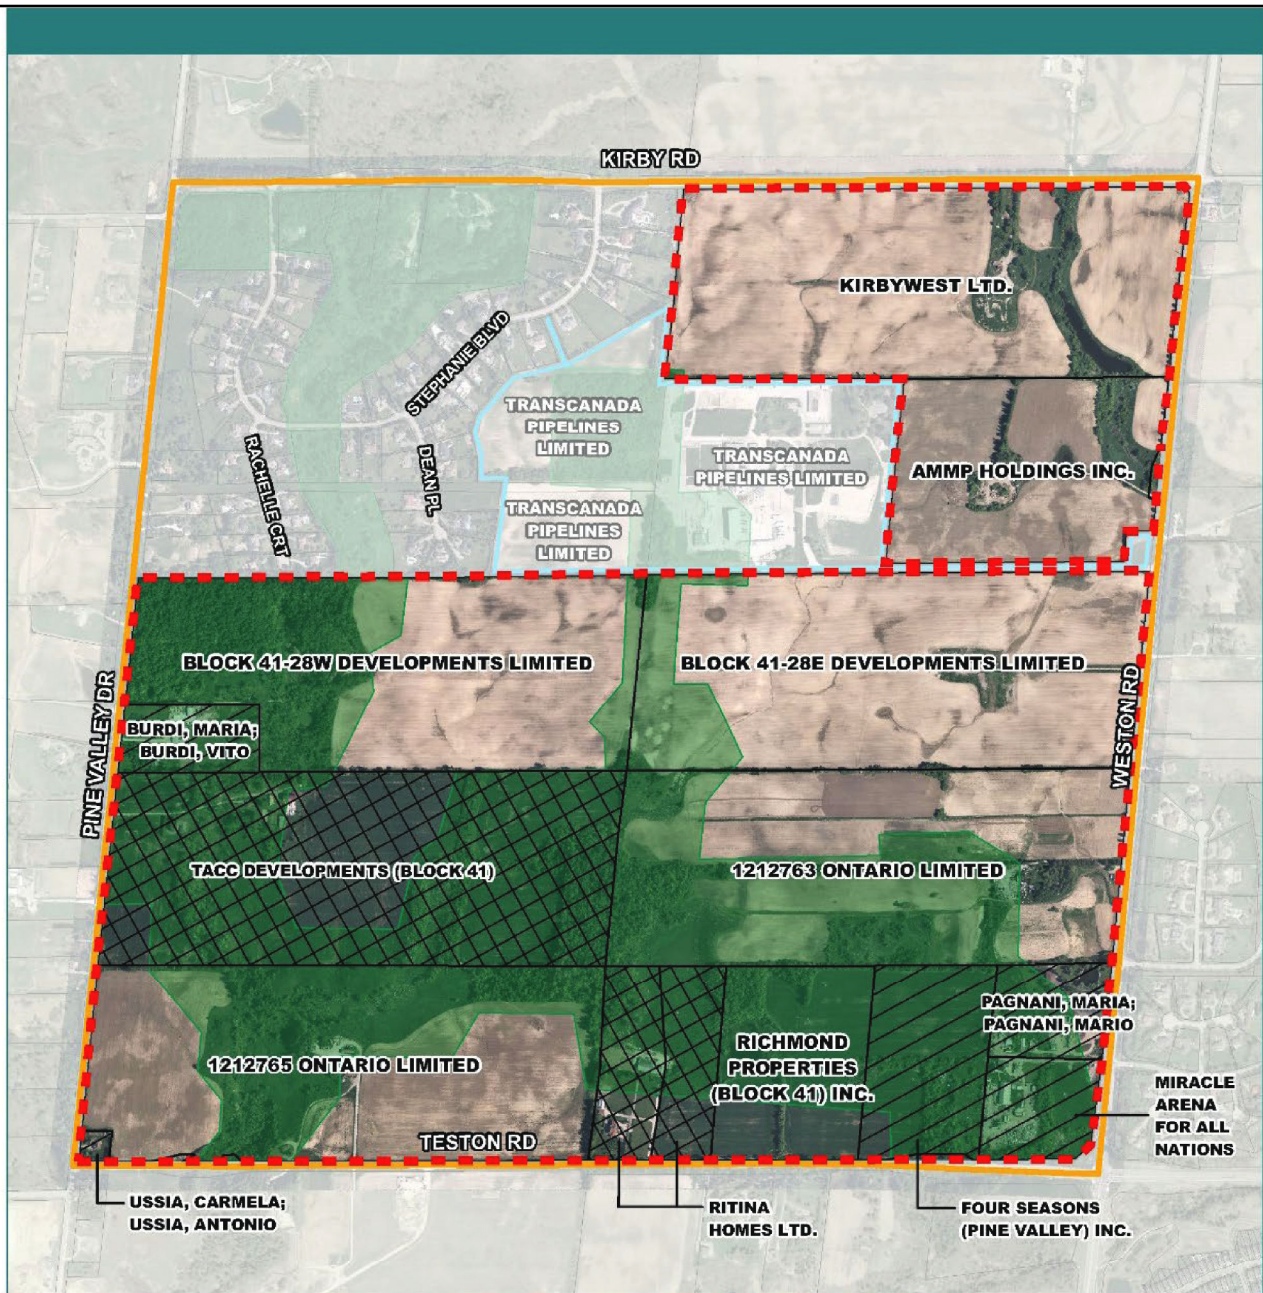 KIRBY RD
KIRBYWEST LTD.
STEPHANIE BLVD
TRANSCANADA
PIPELINES
LIMITED
TRANSCANADA
PIPELINES LIMITED
AMMP HOLDINGS INC.
RACHELLE CRT
DEAN PL
TRANSCANADA
PIPELINES
LIMITED
BLOCK 41-28W DEVELOPMENTS LIMITED
BLOCK 41-28E DEVELOPMENTS LIMITED
PINE VALLEY DR
WESTON RD
BURDI, MARIA;
BURDI, VITO
TACC DEVELOPMENTS (BLOCK 41)
1212763 ONTARIO LIMITED
PAGNANI, MARIA;
PAGNANI, MARIO
1212765 ONTARIO LIMITED
RICHMOND
PROPERTIES
(BLOCK 41) INC.
MIRACLE
ARENA
FOR ALL
NATIONS
TESTON RD
USSIA, CARMELA;
USSIA, ANTONIO
RITINA
HOMES LTD.
FOUR SEASONS
(PINE VALLEY) INC.